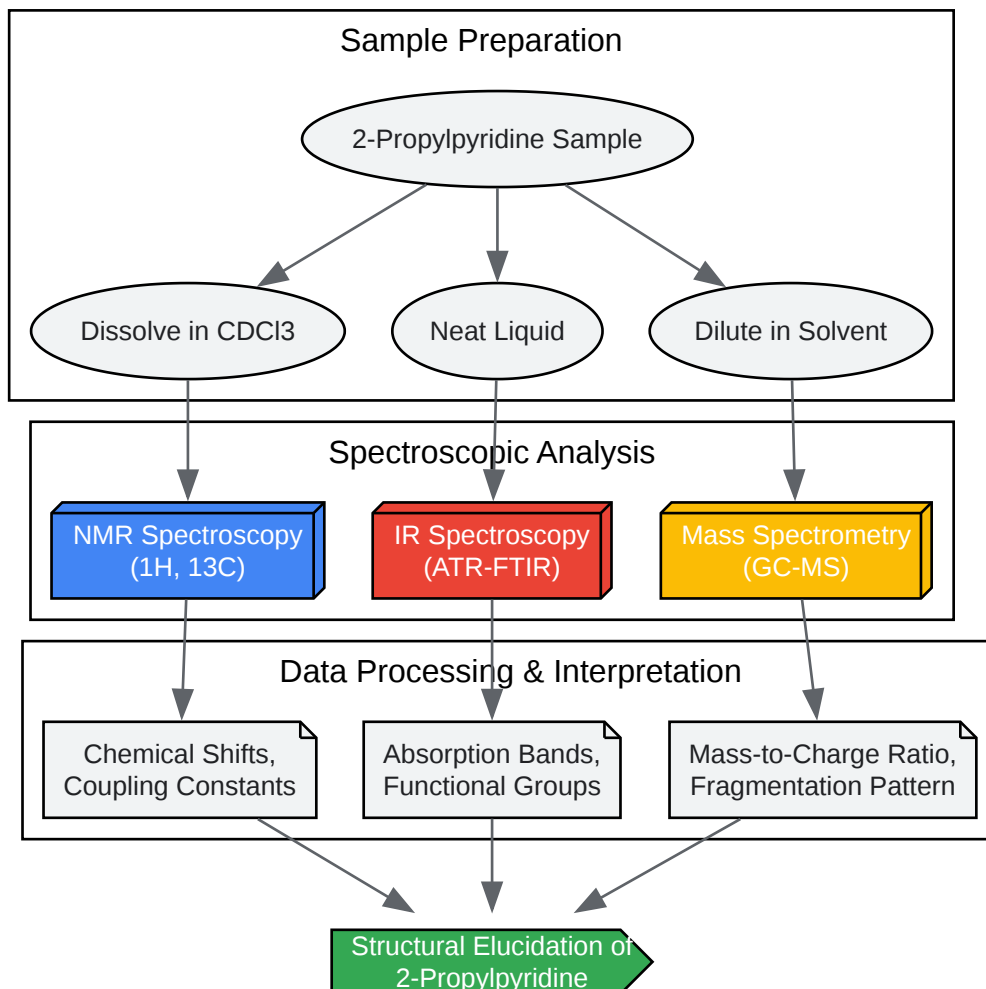 Sample Preparation
2-Propylpyridine Sample
Dissolve in CDCl3
Neat Liquid
Dilute in Solvent
Spectroscopic Analysis
NMR Spectroscopy
(1H, 13C)
IR Spectroscopy
(ATR-FTIR)
Mass Spectrometry
(GC-MS)
Data Processing & Interpretation
Chemical Shifts,
Coupling Constants
Absorption Bands,
Functional Groups
Mass-to-Charge Ratio,
Fragmentation Pattern
Structural Elucidation of
2-Propylpyridine